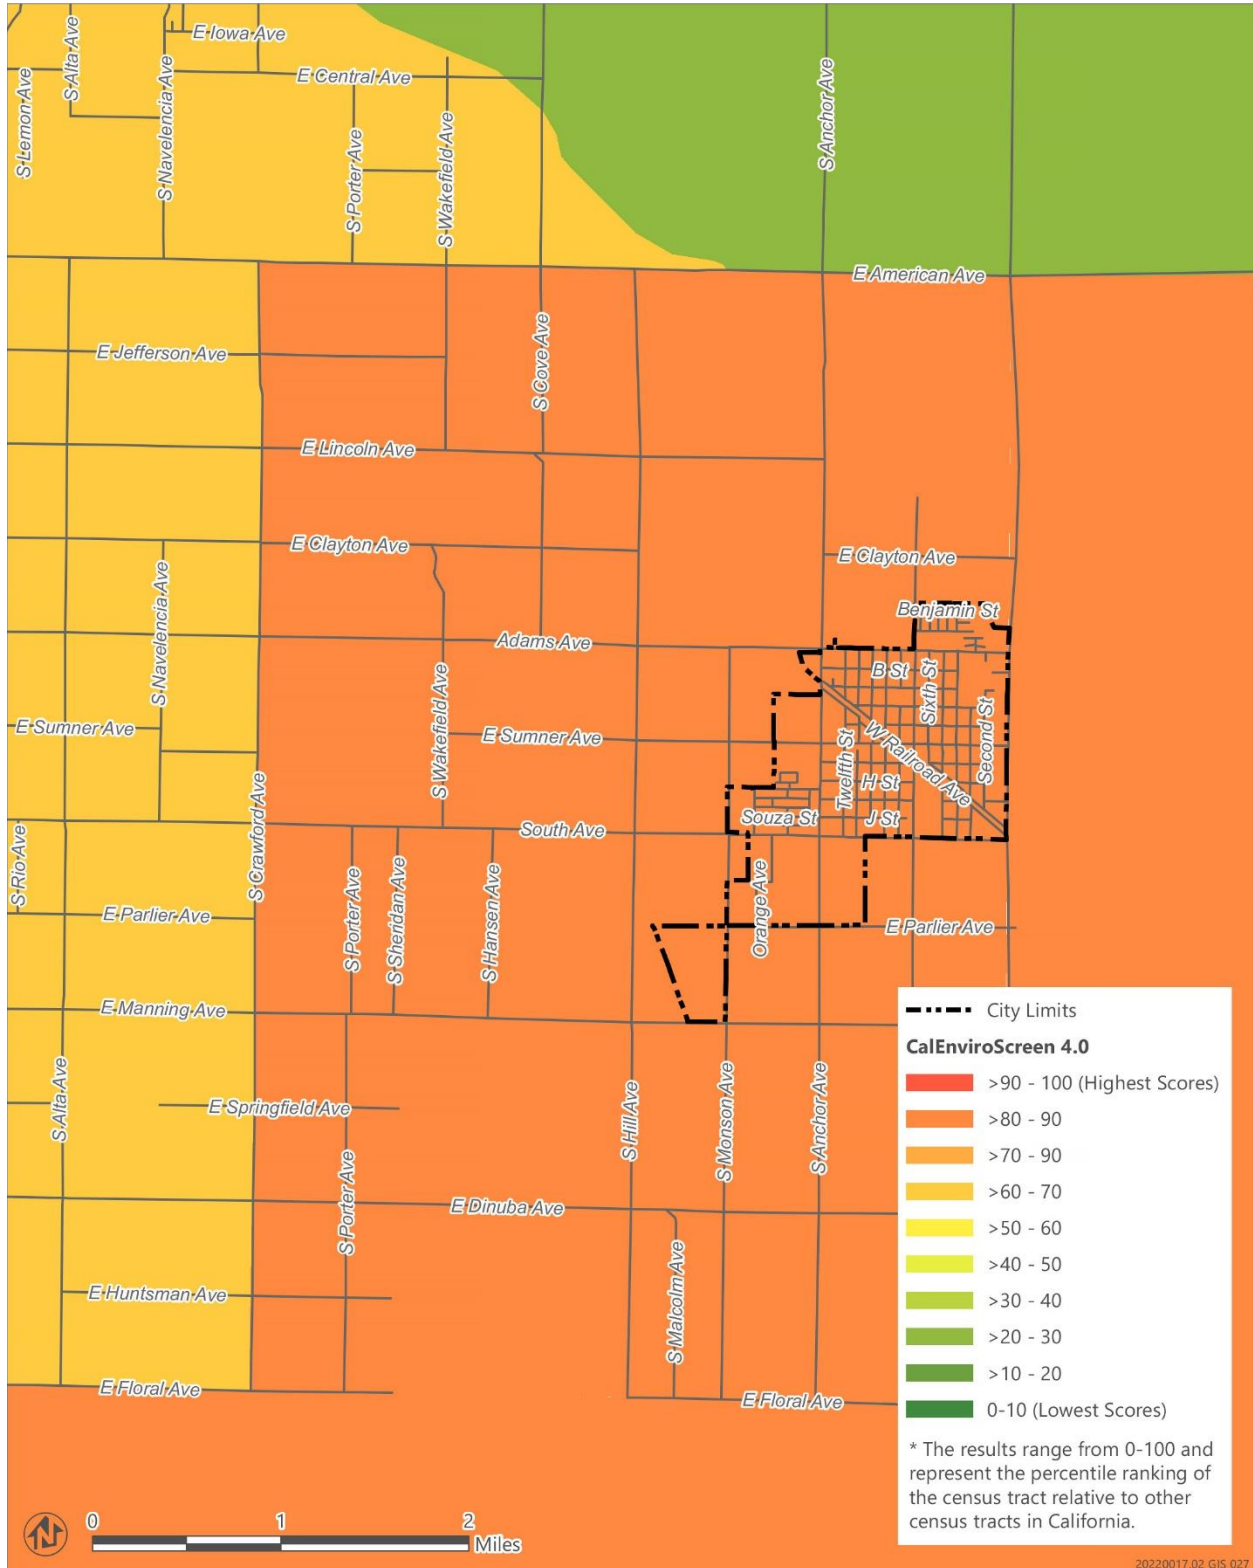 E Iowa Ave
S Alta Ave
E Central Ave
S Lemon Ave
S Navelencia Ave
S Porter Ave
S Wakefield Ave
S Anchor Ave
E American Ave
E Jefferson Ave
S Cove Ave
E Lincoln Ave
E Clayton Ave
E Clayton Ave
S Navelencia Ave
Benjamin St
Adams Ave
B St
Sixth St
S Wakefield Ave
E Sumner Ave
E Sumner Ave
Second St
Twelfth St
W Railroad Ave
H St
S Crawford Ave
South Ave
Souza St
J St
S Rio Ave
E Parlier Ave
S Porter Ave
S Sheridan Ave
S Hansen Ave
Orange Ave
E Parlier Ave
E Manning Ave
S Alta Ave
E Springfield Ave
S Hill Ave
S Monson Ave
S Anchor Ave
S Porter Ave
E Dinuba Ave
E Huntsman Ave
S Malcolm Ave
E Floral Ave
E Floral Ave
City Limits
CalEnviroScreen 4.0
>90 - 100 (Highest Scores)
>80 - 90
>70 - 90
>60 - 70
>50 - 60
>40 - 50
>30 - 40
>20 - 30
>10 - 20
0-10 (Lowest Scores)
* The results range from 0-100 and
represent the percentile ranking of
the census tract relative to other
census tracts in California.
N
0 1 2
Miles
20220017.02 GIS 027